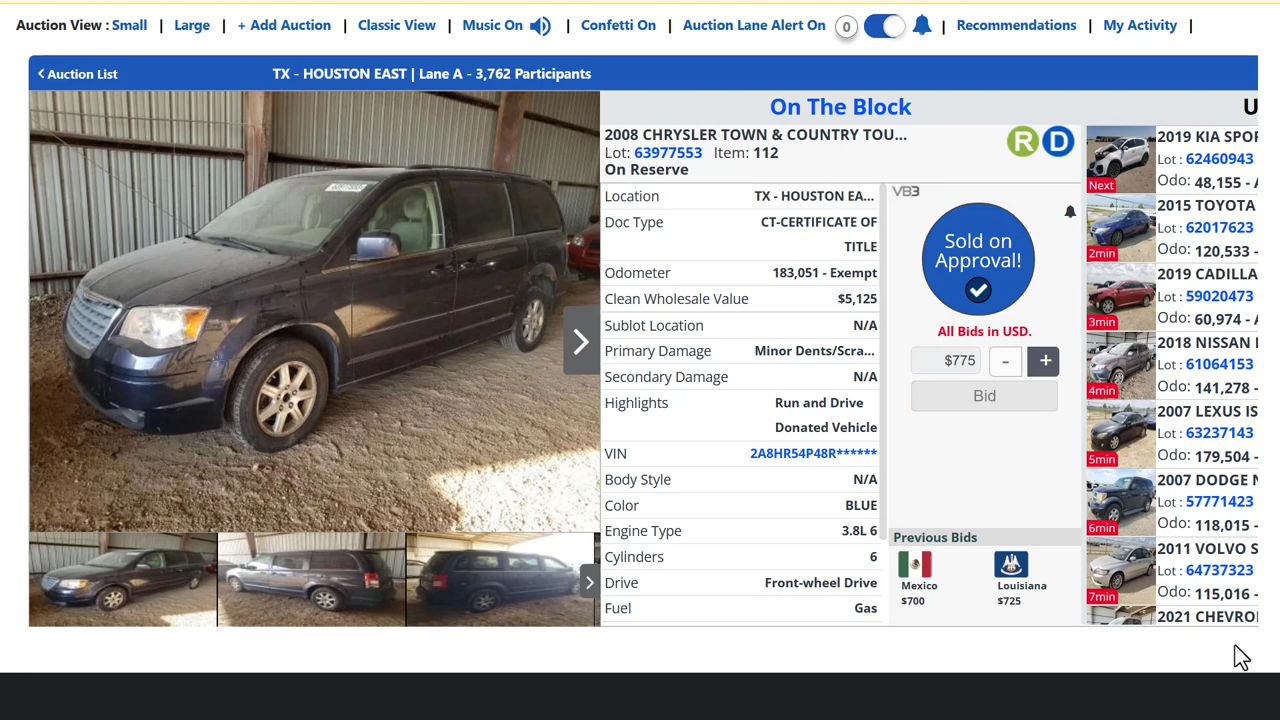 Auction View : Small | Large | + Add Auction | Classic View | Music On | Confetti On | Auction Lane Alert On 0 | Recommendations | My Activity |
Auction List
TX - HOUSTON EAST | Lane A - 3,762 Participants
On The Block
U
2008 CHRYSLER TOWN & COUNTRY TOU...
Lot: 63977553 Item: 112
On Reserve
R D
Location TX - HOUSTON EA...
Doc Type CT-CERTIFICATE OF
TITLE
Odometer 183,051 - Exempt
Clean Wholesale Value $5,125
Sublot Location N/A
Primary Damage Minor Dents/Scra...
Secondary Damage N/A
Highlights Run and Drive
Donated Vehicle
VIN 2A8HR54P48R******
Body Style N/A
Color BLUE
Engine Type 3.8L 6
Cylinders 6
Drive Front-wheel Drive
Fuel Gas
VB3
Sold on
Approval!
All Bids in USD.
$775 - +
Bid
Previous Bids
Mexico
$700
Louisiana
$725
2019 KIA SPOR
Lot : 62460943
Odo: 48,155 - A
Next
2015 TOYOTA
Lot : 62017623
Odo: 120,533 -
2min
2019 CADILLA
Lot : 59020473
Odo: 60,974 - A
3min
2018 NISSAN
Lot : 61064153
Odo: 141,278 -
4min
2007 LEXUS IS
Lot : 63237143
Odo: 179,504 -
5min
2007 DODGE N
Lot : 57771423
Odo: 118,015 -
6min
2011 VOLVO S
Lot : 64737323
Odo: 115,016 -
7min
2021 CHEVRO